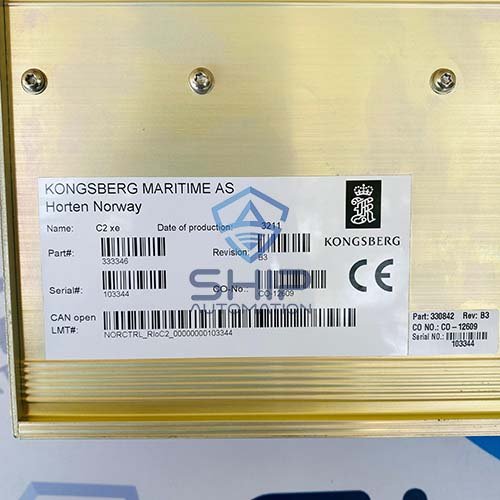 KONGSBERG MARITIME AS
Horten Norway
Name: C2 xe Date of production: 3211
Part#: 333346 Revision: B3
Serial#: 103344 CO-No: CO-12609
CAN open
LMT#: NORCTRL_RIoC2_00000000103344
KONGSBERG
CE
SHIP
AUTOMATION
Part: 330842 Rev: B3
CO NO.: CO-12609
Serial NO.: 103344